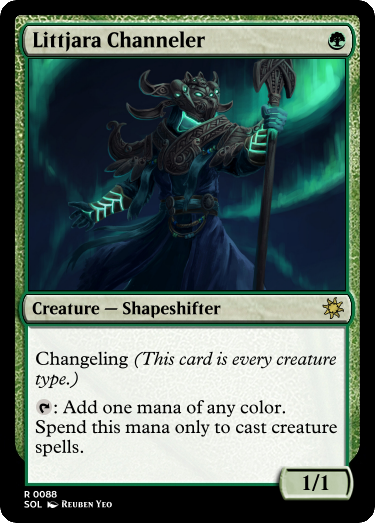 Littjara Channeler
Creature — Shapeshifter
Changeling (This card is every creature
type.)
: Add one mana of any color.
Spend this mana only to cast creature
spells.
1/1
R 0088
SOL Reuben Yeo